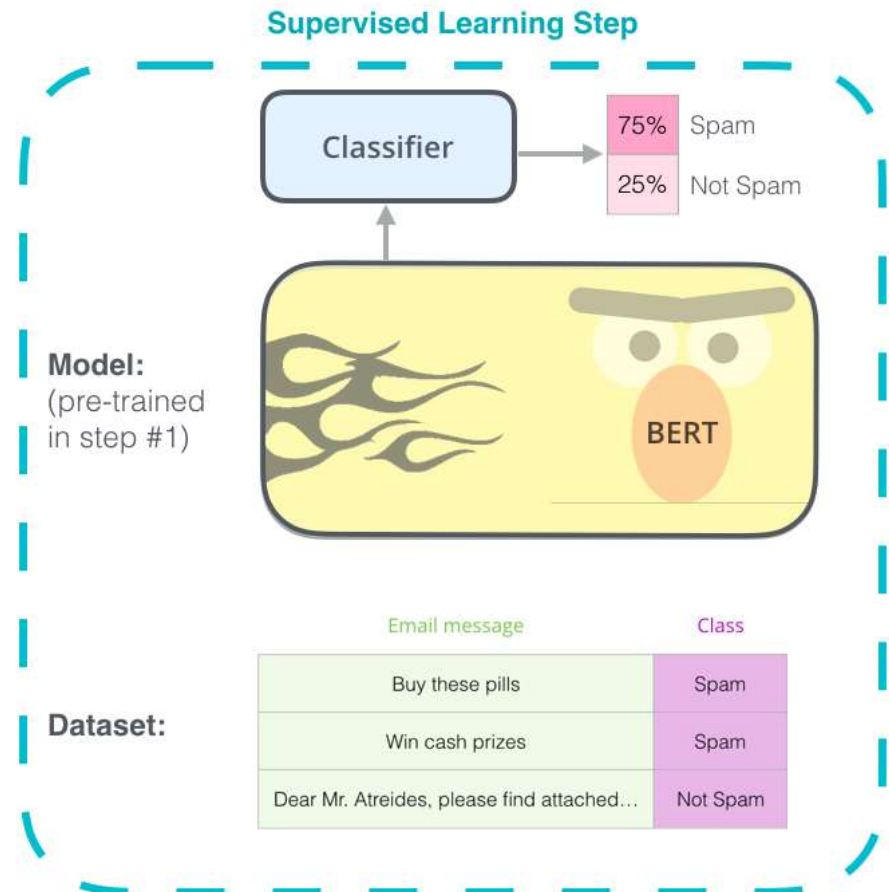 Supervised Learning Step
Classifier
75% Spam
25% Not Spam
Model:
(pre-trained
in step #1)
BERT
Email message Class
Buy these pills Spam
Dataset:
Win cash prizes Spam
Dear Mr. Atreides, please find attached… Not Spam